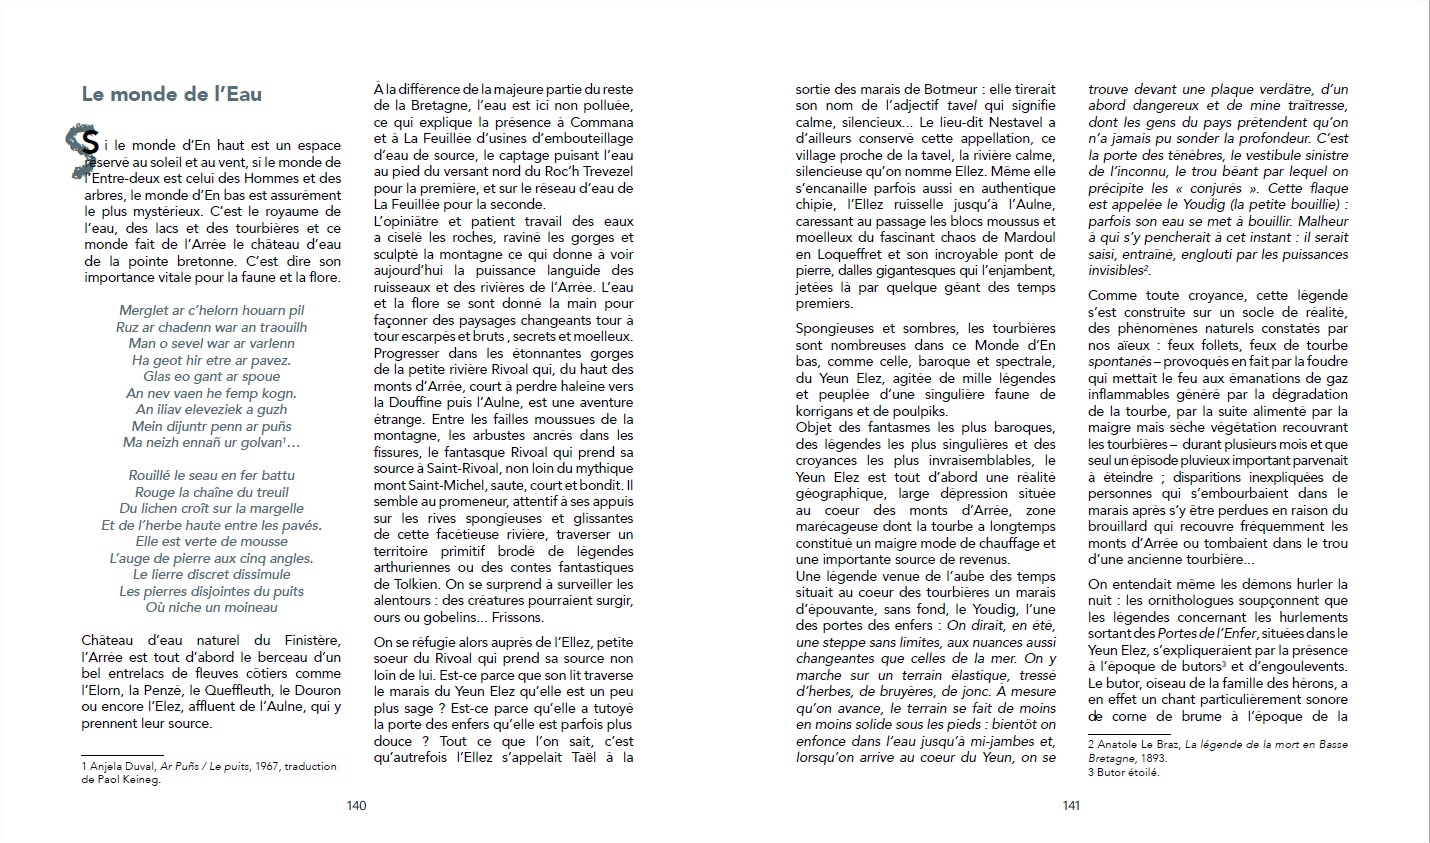 Le monde de l’Eau
Si le monde d’En haut est un espace
réservé au soleil et au vent, si le monde de
l’Entre-deux est celui des Hommes et des
arbres, le monde d’En bas est assurément
le plus mystérieux. C’est le royaume de
l’eau, des lacs et des tourbières et ce
monde fait de l’Arrée le château d’eau
de la pointe bretonne. C’est dire son
importance vitale pour la faune et la flore.
Merglet ar c’helorn houarn pil
Ruz ar chadenn war an traouilh
Man o sevel war ar varlenn
Ha geot hir etre ar pavez.
Glas eo gant ar spoue
An nev vaen he femp kogn.
An iliav eleveziek a guzh
Mein dijuntr penn ar puñs
Ma neizh ennañ ur golvan¹…
Rouillé le seau en fer battu
Rouge la chaîne du treuil
Du lichen croît sur la margelle
Et de l’herbe haute entre les pavés.
Elle est verte de mousse
L’auge de pierre aux cinq angles.
Le lierre discret dissimule
Les pierres disjointes du puits
Où niche un moineau
Château d’eau naturel du Finistère,
l’Arrée est tout d’abord le berceau d’un
bel entrelacs de fleuves côtiers comme
l’Elorn, la Penzé, le Queffleuth, le Douron
ou encore l’Elez, affluent de l’Aulne, qui y
prennent leur source.
1 Anjela Duval, Ar Puñs / Le puits, 1967, traduction
de Paol Keineg.
À la différence de la majeure partie du reste
de la Bretagne, l’eau est ici non polluée,
ce qui explique la présence à Commana
et à La Feuillée d’usines d’embouteillage
d’eau de source, le captage puisant l’eau
au pied du versant nord du Roc’h Trevezel
pour la première, et sur le réseau d’eau de
La Feuillée pour la seconde.
L’opiniâtre et patient travail des eaux
a ciselé les roches, raviné les gorges et
sculpté la montagne ce qui donne à voir
aujourd’hui la puissance languide des
ruisseaux et des rivières de l’Arrée. L’eau
et la flore se sont donné la main pour
façonner des paysages changeants tour à
tour escarpés et bruts , secrets et moelleux.
Progresser dans les étonnantes gorges
de la petite rivière Rivoal qui, du haut des
monts d’Arrée, court à perdre haleine vers
la Douffine puis l’Aulne, est une aventure
étrange. Entre les failles moussues de la
montagne, les arbustes ancrés dans les
fissures, le fantasque Rivoal qui prend sa
source à Saint-Rivoal, non loin du mythique
mont Saint-Michel, saute, court et bondit. Il
semble au promeneur, attentif à ses appuis
sur les rives spongieuses et glissantes
de cette facétieuse rivière, traverser un
territoire primitif brodé de légendes
arthuriennes ou des contes fantastiques
de Tolkien. On se surprend à surveiller les
alentours : des créatures pourraient surgir,
ours ou gobelins... Frissons.
On se réfugie alors auprès de l’Ellez, petite
soeur du Rivoal qui prend sa source non
loin de lui. Est-ce parce que son lit traverse
le marais du Yeun Elez qu’elle est un peu
plus sage ? Est-ce parce qu’elle a tutoyé
la porte des enfers qu’elle est parfois plus
douce ? Tout ce que l’on sait, c’est
qu’autrefois l’Ellez s’appelait Taël à la
140
sortie des marais de Botmeur : elle tirerait
son nom de l’adjectif tavel qui signifie
calme, silencieux... Le lieu-dit Nestavel a
d’ailleurs conservé cette appellation, ce
village proche de la tavel, la rivière calme,
silencieuse qu’on nomme Ellez. Même elle
s’encanaille parfois aussi en authentique
chipie, l’Ellez ruisselle jusqu’à l’Aulne,
caressant au passage les blocs moussus et
moelleux du fascinant chaos de Mardoul
en Loqueffret et son incroyable pont de
pierre, dalles gigantesques qui l’enjambent,
jetées là par quelque géant des temps
premiers.
Spongieuses et sombres, les tourbières
sont nombreuses dans ce Monde d’En
bas, comme celle, baroque et spectrale,
du Yeun Elez, agitée de mille légendes
et peuplée d’une singulière faune de
korrigans et de poulpiks.
Objet des fantasmes les plus baroques,
des légendes les plus singulières et des
croyances les plus invraisemblables, le
Yeun Elez est tout d’abord une réalité
géographique, large dépression située
au coeur des monts d’Arrée, zone
marécageuse dont la tourbe a longtemps
constitué un maigre mode de chauffage et
une importante source de revenus.
Une légende venue de l’aube des temps
situait au coeur des tourbières un marais
d’épouvante, sans fond, le Youdig, l’une
des portes des enfers : On dirait, en été,
une steppe sans limites, aux nuances aussi
changeantes que celles de la mer. On y
marche sur un terrain élastique, tressé
d’herbes, de bruyères, de jonc. À mesure
qu’on avance, le terrain se fait de moins
en moins solide sous les pieds : bientôt on
enfonce dans l’eau jusqu’à mi-jambes et,
lorsqu’on arrive au coeur du Yeun, on se
trouve devant une plaque verdâtre, d’un
abord dangereux et de mine traîtresse,
dont les gens du pays prétendent qu’on
n’a jamais pu sonder la profondeur. C’est
la porte des ténèbres, le vestibule sinistre
de l’inconnu, le trou béant par lequel on
précipite les « conjurés ». Cette flaque
est appelée le Youdig (la petite bouillie) :
parfois son eau se met à bouillir. Malheur
à qui s’y pencherait à cet instant : il serait
saisi, entraîné, englouti par les puissances
invisibles².
Comme toute croyance, cette légende
s’est construite sur un socle de réalité,
des phénomènes naturels constatés par
nos aïeux : feux follets, feux de tourbe
spontanés – provoqués en fait par la foudre
qui mettait le feu aux émanations de gaz
inflammables généré par la dégradation
de la tourbe, par la suite alimenté par la
maigre mais sèche végétation recouvrant
les tourbières – durant plusieurs mois et que
seul un épisode pluvieux important parvenait
à éteindre ; disparitions inexpliquées de
personnes qui s’embourbaient dans le
marais après s’y être perdues en raison du
brouillard qui recouvre fréquemment les
monts d’Arrée ou tombaient dans le trou
d’une ancienne tourbière...
On entendait même les démons hurler la
nuit : les ornithologues soupçonnent que
les légendes concernant les hurlements
sortant des Portes de l’Enfer, situées dans le
Yeun Elez, s’expliqueraient par la présence
à l’époque de butors³ et d’engoulevents.
Le butor, oiseau de la famille des hérons, a
en effet un chant particulièrement sonore
de corne de brume à l’époque de la
2 Anatole Le Braz, La légende de la mort en Basse
Bretagne, 1893.
3 Butor étoilé.
141